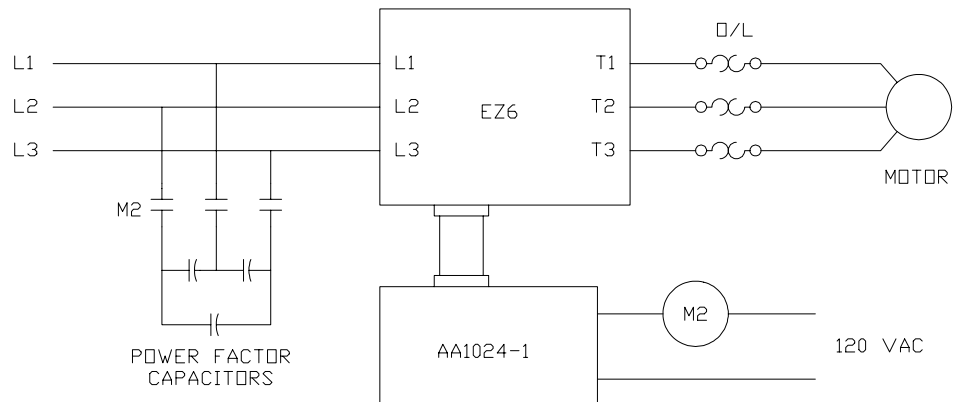 O/L
L1
L1
T1
L2
L2
EZ6
T2
L3
L3
T3
MOTOR
M2
M2
AA1024-1
120 VAC
POWER FACTOR
CAPACITORS